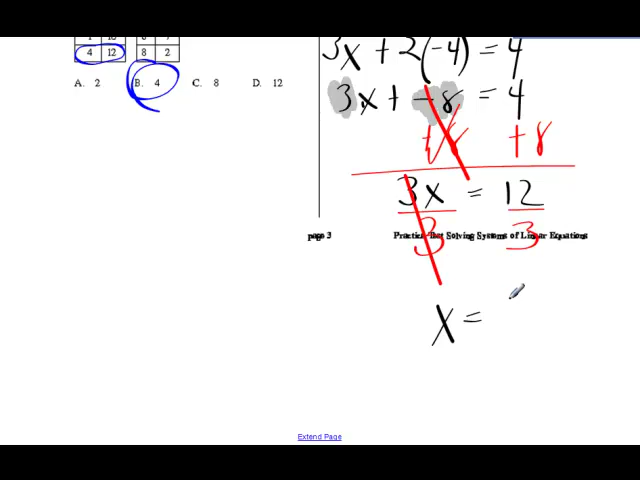 4 12
8 2
A. 2 B. 4 C. 8 D. 12
3x + 2(-4) = 4
3x + -8 = 4
+8 +8
3x = 12
3 3
page 3 Practice Test Solving Systems of Linear Equations
x =
Extend Page